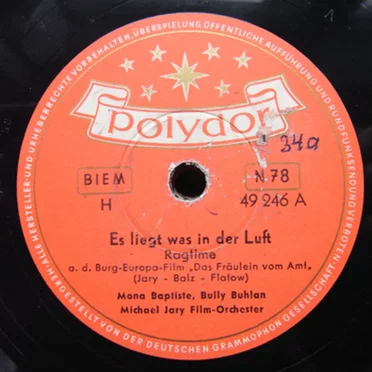 ALLE HERSTELLER- UND URHEBERRECHTE VORBEHALTEN. ÜBERSPIELUNG, ÖFFENTLICHE AUFFÜHRUNG UND RUNDFUNKSENDUNG VERBOTEN
polydor
34a
BIEM
N 78
H
49 246 A
Es liegt was in der Luft
Ragtime
a. d. Burg-Europa-Film „Das Fräulein vom Amt„
(Jary - Balz - Flatow)
Mona Baptiste, Bully Buhlan
Michael Jary Film-Orchester
HERGESTELLT VON DER DEUTSCHEN GRAMMOPHON GESELLSCHAFT